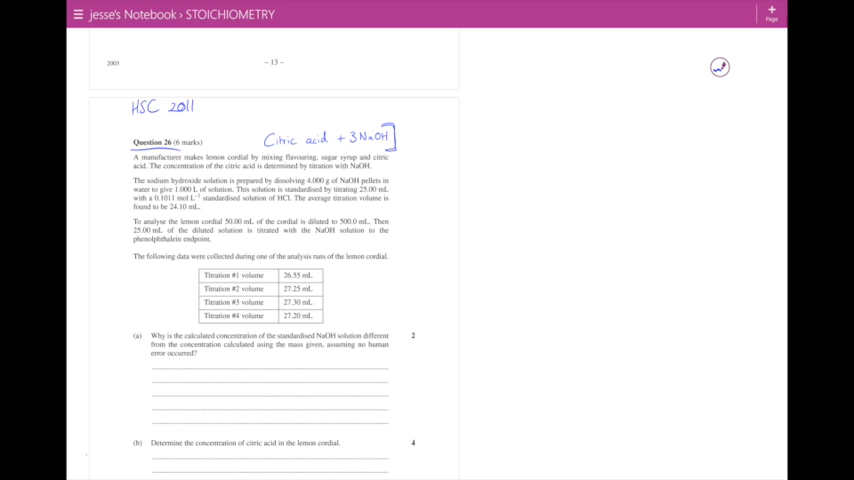 jesse's Notebook › STOICHIOMETRY
Page
2003
– 13 –
HSC 2011
Citric acid + 3NaOH
Question 26 (6 marks)
A manufacturer makes lemon cordial by mixing flavouring, sugar syrup and citric
acid. The concentration of the citric acid is determined by titration with NaOH.
The sodium hydroxide solution is prepared by dissolving 4.000 g of NaOH pellets in
water to give 1.000 L of solution. This solution is standardised by titrating 25.00 mL
with a 0.1011 mol L⁻¹ standardised solution of HCl. The average titration volume is
found to be 24.10 mL.
To analyse the lemon cordial 50.00 mL of the cordial is diluted to 500.0 mL. Then
25.00 mL of the diluted solution is titrated with the NaOH solution to the
phenolphthalein endpoint.
The following data were collected during one of the analysis runs of the lemon cordial.
Titration #1 volume 26.55 mL
Titration #2 volume 27.25 mL
Titration #3 volume 27.30 mL
Titration #4 volume 27.20 mL
(a) Why is the calculated concentration of the standardised NaOH solution different 2
from the concentration calculated using the mass given, assuming no human
error occurred?
(b) Determine the concentration of citric acid in the lemon cordial. 4